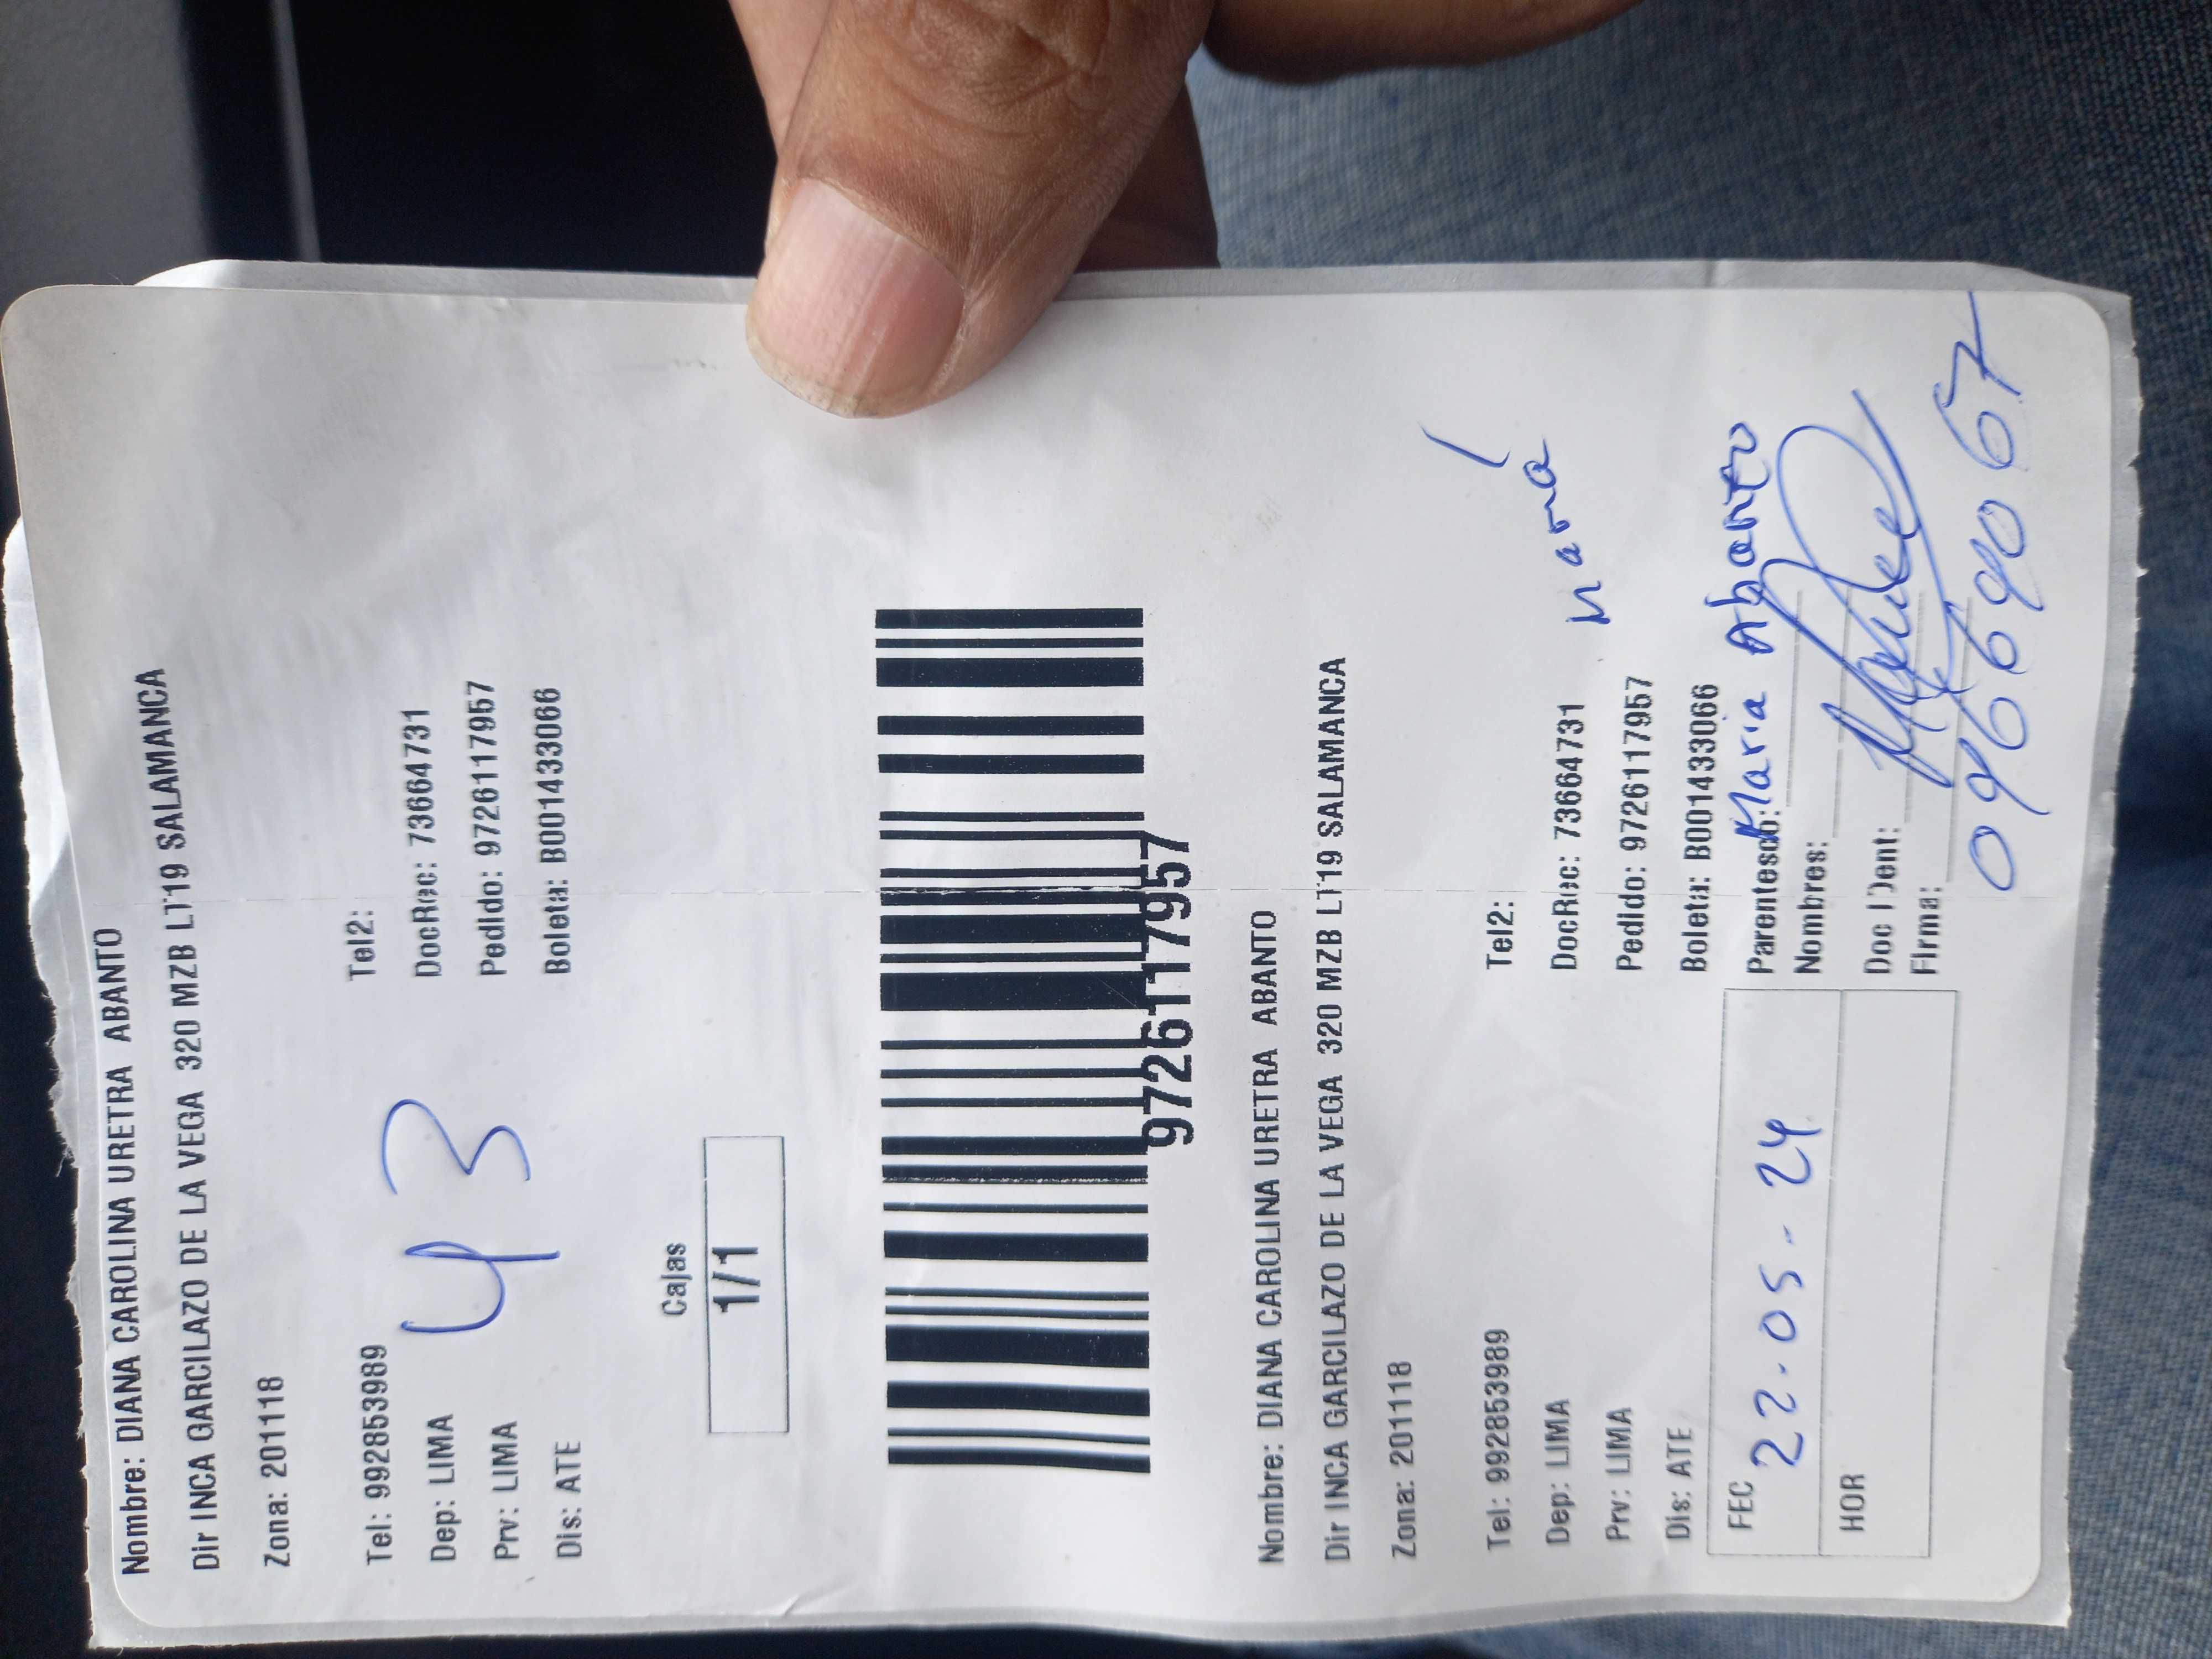 Nombre: DIANA CAROLINA URETRA ABANTO
Dir INCA GARCILAZO DE LA VEGA 320 MZB LT19 SALAMANCA
Zona: 201118
Tel: 992853989 Tel2:
Dep: LIMA DocRec: 73664731
Prv: LIMA Pedido: 9726117957
Dis: ATE Boleta: B001433066
43
Cajas
1/1
9726117957
Nombre: DIANA CAROLINA URETRA ABANTO
Dir INCA GARCILAZO DE LA VEGA 320 MZB LT19 SALAMANCA
Zona: 201118
Tel: 992853989 Tel2:
Dep: LIMA DocRec: 73664731
Prv: LIMA Pedido: 9726117957
mamá
Dis: ATE Boleta: B001433066
FEC 22-05-24 Parentesco: Maria Abanto
Nombres:
HOR Doc IDent:
Firma: